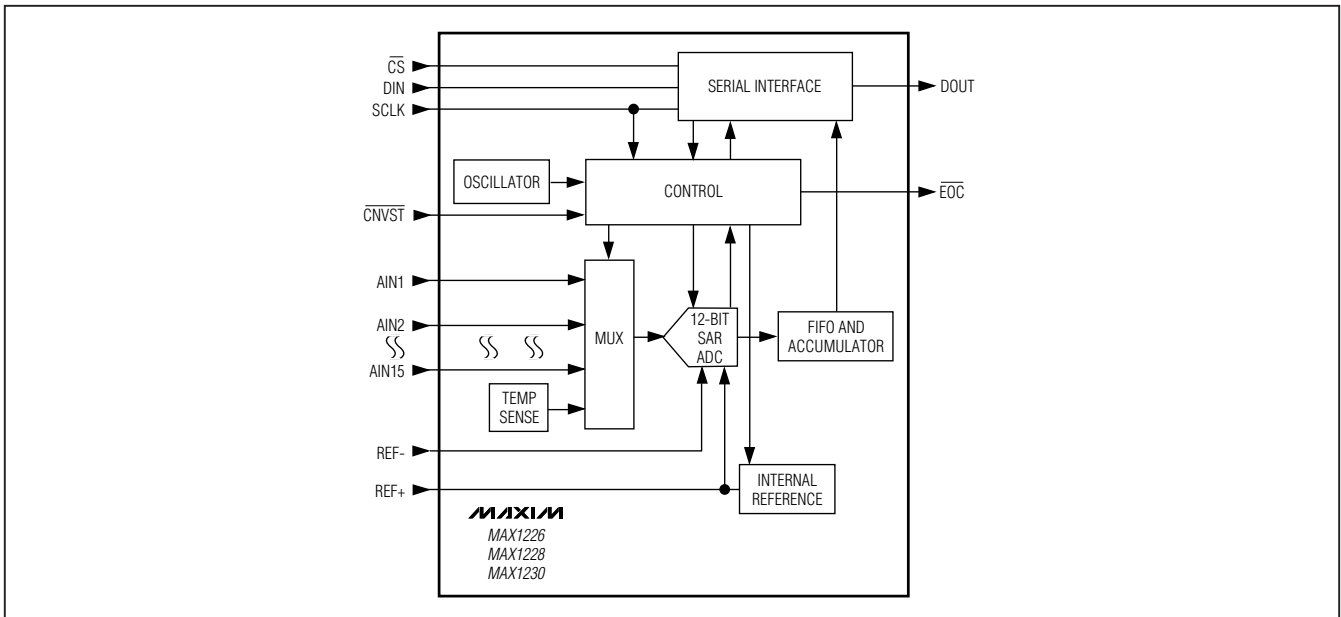 CS
DIN
SCLK
SERIAL INTERFACE
DOUT
OSCILLATOR
CONTROL
EOC
CNVST
AIN1
AIN2
AIN15
MUX
12-BIT
SAR
ADC
FIFO AND
ACCUMULATOR
TEMP
SENSE
REF-
REF+
INTERNAL
REFERENCE
MAXIM
MAX1226
MAX1228
MAX1230